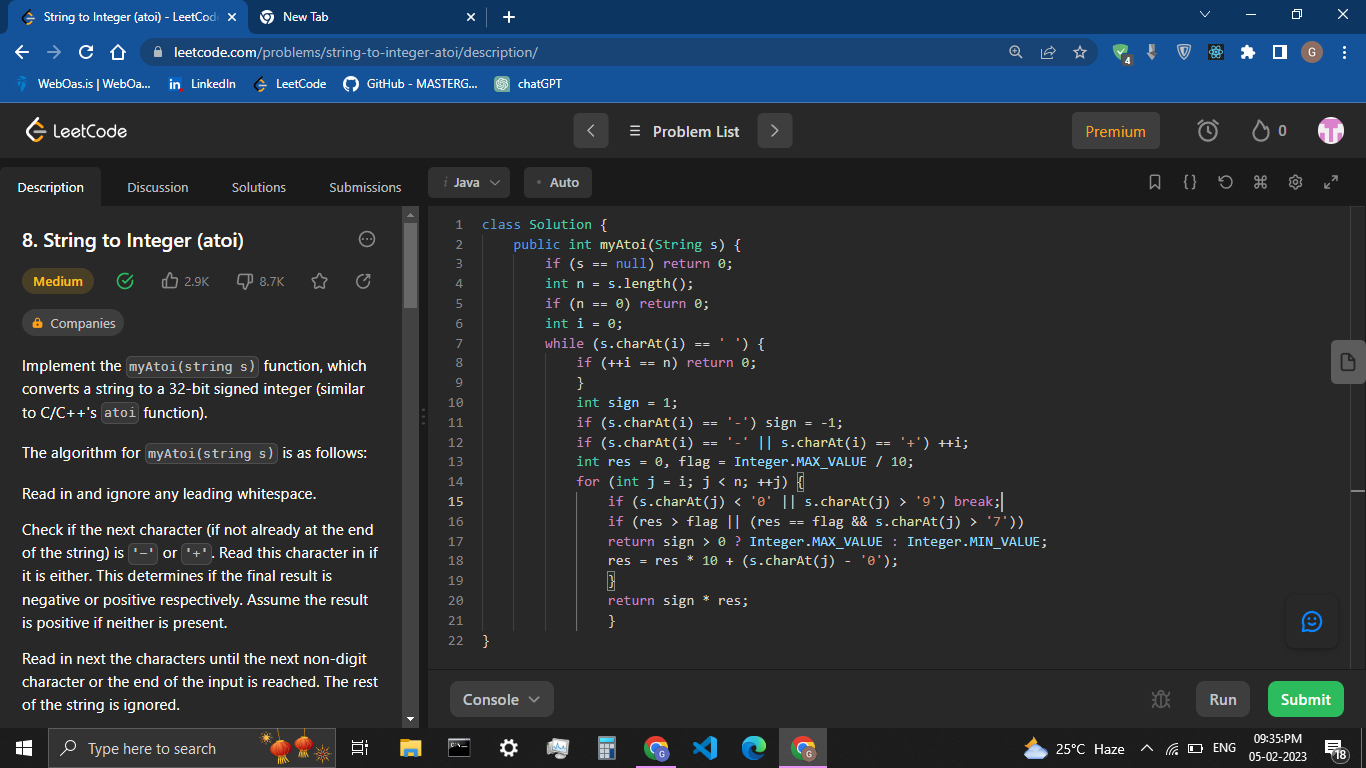 String to Integer (atoi) - LeetCod
New Tab
leetcode.com/problems/string-to-integer-atoi/description/
4
G
WebOas.is | WebOa...
LinkedIn
LeetCode
GitHub - MASTERG...
chatGPT
LeetCode
Problem List
Premium
0
Description
Discussion
Solutions
Submissions
i Java
• Auto
8. String to Integer (atoi)
Medium
2.9K
8.7K
Companies
Implement the myAtoi(string s) function, which
converts a string to a 32-bit signed integer (similar
to C/C++'s atoi function).
The algorithm for myAtoi(string s) is as follows:
Read in and ignore any leading whitespace.
Check if the next character (if not already at the end
of the string) is '-' or '+'. Read this character in if
it is either. This determines if the final result is
negative or positive respectively. Assume the result
is positive if neither is present.
Read in next the characters until the next non-digit
character or the end of the input is reached. The rest
of the string is ignored.
1 class Solution {
2 public int myAtoi(String s) {
3 if (s == null) return 0;
4 int n = s.length();
5 if (n == 0) return 0;
6 int i = 0;
7 while (s.charAt(i) == ' ') {
8 if (++i == n) return 0;
9 }
10 int sign = 1;
11 if (s.charAt(i) == '-') sign = -1;
12 if (s.charAt(i) == '-' || s.charAt(i) == '+') ++i;
13 int res = 0, flag = Integer.MAX_VALUE / 10;
14 for (int j = i; j < n; ++j) {
15 if (s.charAt(j) < '0' || s.charAt(j) > '9') break;
16 if (res > flag || (res == flag && s.charAt(j) > '7'))
17 return sign > 0 ? Integer.MAX_VALUE : Integer.MIN_VALUE;
18 res = res * 10 + (s.charAt(j) - '0');
19 }
20 return sign * res;
21 }
22 }
Console
Run
Submit
Type here to search
G
G
25°C Haze
ENG
09:35:PM
05-02-2023
18